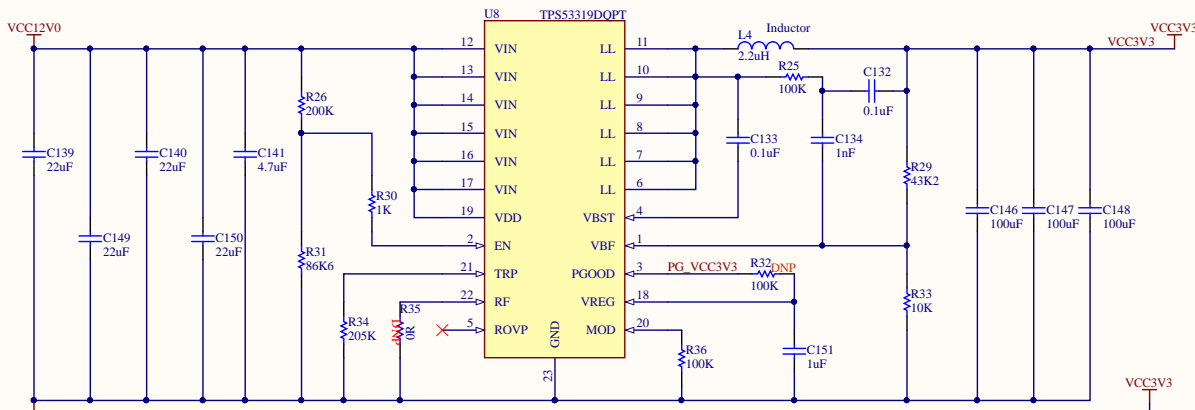 U8 TPS53319DQPT
VCC12V0
VCC3V3
VCC3V3
L4 Inductor
2.2uH
12 VIN
13 VIN
14 VIN
15 VIN
16 VIN
17 VIN
19 VDD
2 EN
21 TRP
22 RF
5 ROVP
LL 11
LL 10
LL 9
LL 8
LL 7
LL 6
VBST 4
VBF 1
PGOOD 3
VREG 18
MOD 20
GND
23
R25
100K
C132
0.1uF
R26
200K
C133
0.1uF
C134
1nF
C139
22uF
C140
22uF
C141
4.7uF
R29
43K2
R30
1K
C149
22uF
C150
22uF
R31
86K6
C146
100uF
C147
100uF
C148
100uF
PG_VCC3V3
R32 DNP
100K
R33
10K
R34
205K
R35
0R
DNP
R36
100K
C151
1uF
VCC3V3